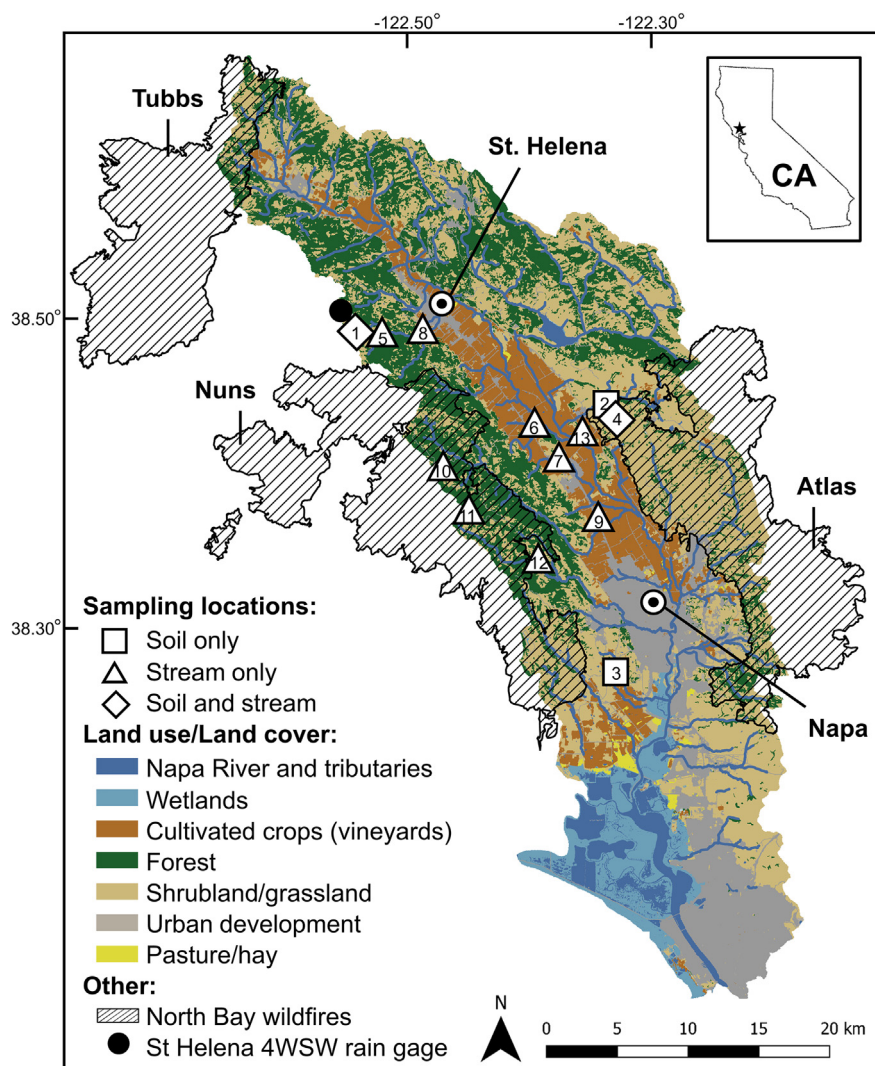 -122.50°
-122.30°
Tubbs
St. Helena
CA
38.50°
1
5
8
Nuns
2
4
6
13
7
10
Atlas
11
9
12
Sampling locations:
38.30°
Soil only
Stream only
3
Soil and stream
Napa
Land use/Land cover:
Napa River and tributaries
Wetlands
Cultivated crops (vineyards)
Forest
Shrubland/grassland
Urban development
Pasture/hay
Other:
North Bay wildfires
St Helena 4WSW rain gage
N
0 5 10 15 20 km